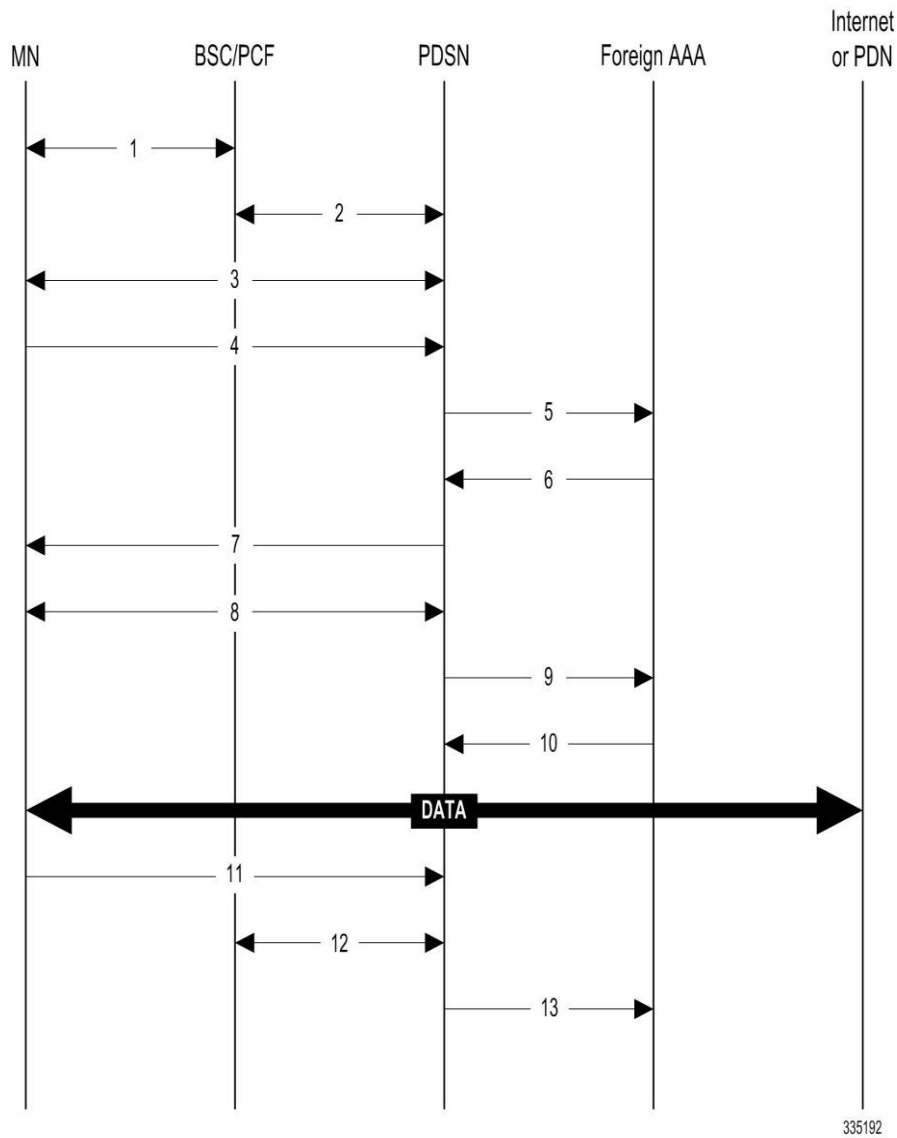 Internet
or PDN
MN
BSC/PCF
PDSN
Foreign AAA
1
2
3
4
5
6
7
8
9
10
DATA
11
12
13
335192